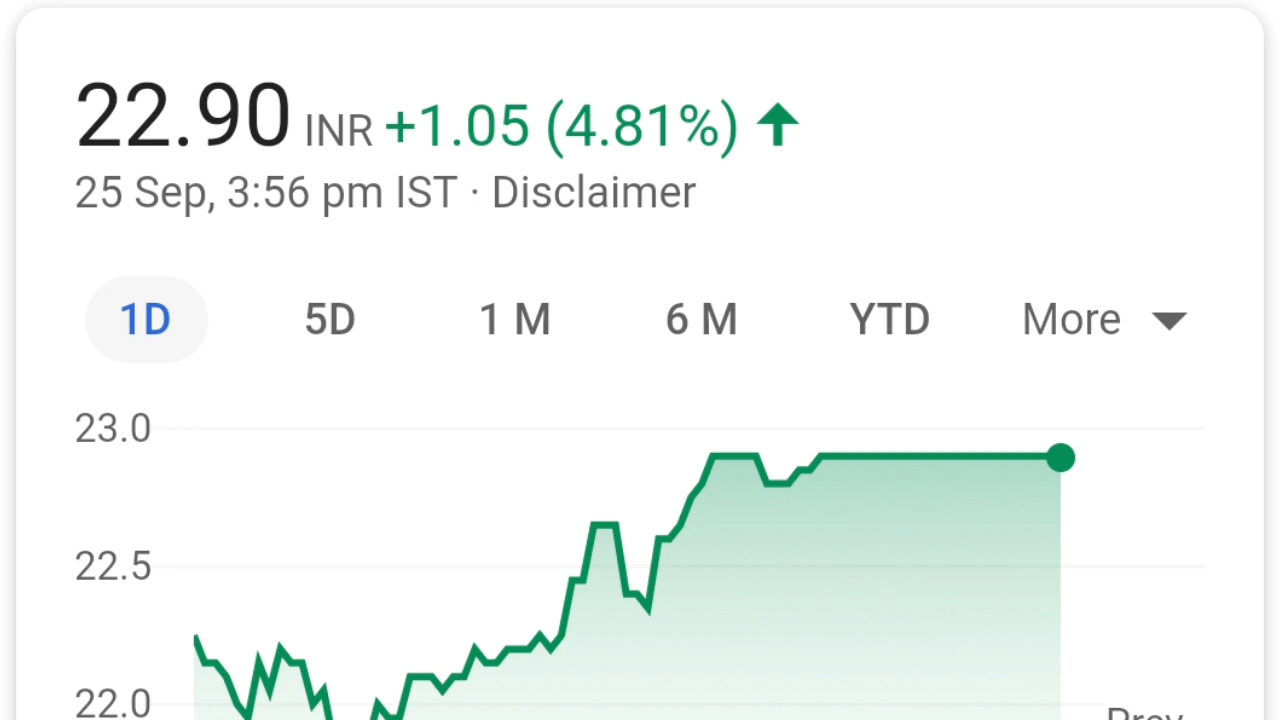 22.90 INR +1.05 (4.81%) ↑
25 Sep, 3:56 pm IST · Disclaimer
1D 5D 1 M 6 M YTD More
23.0
22.5
22.0
Prev